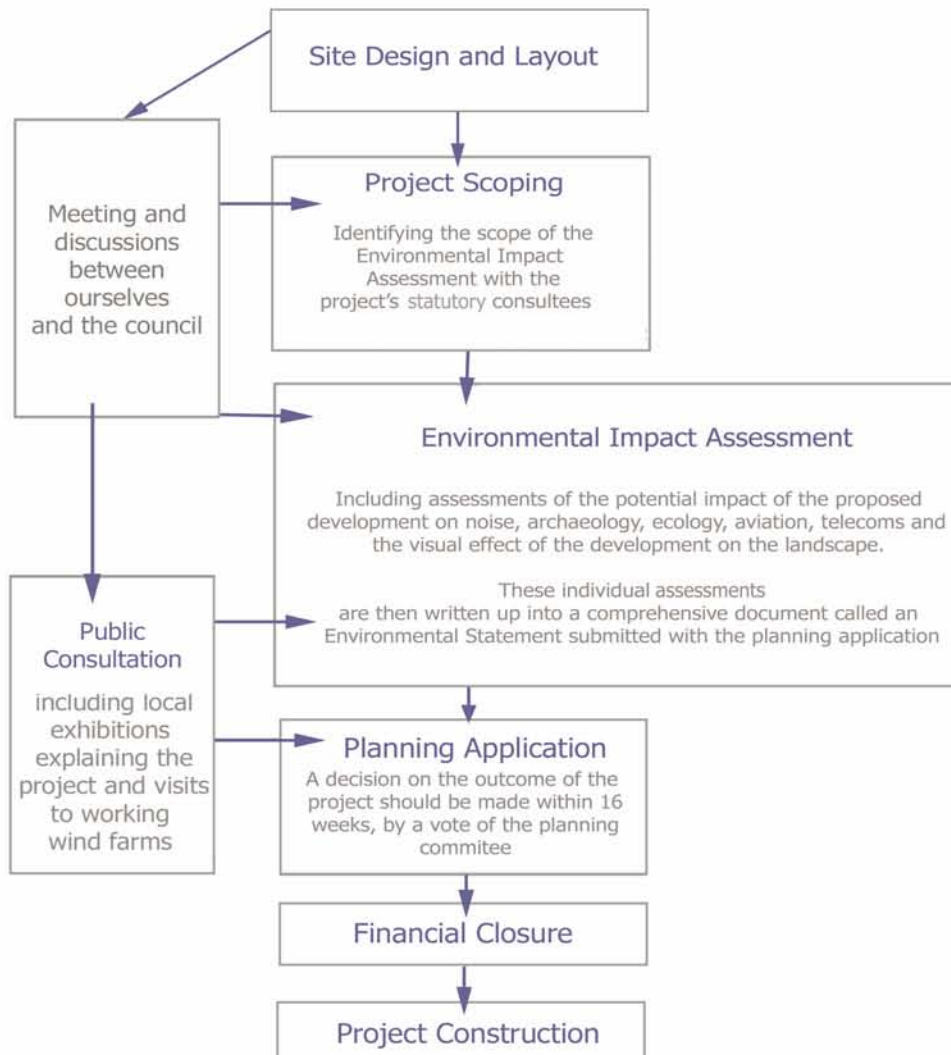 Site Design and Layout
Meeting and
discussions
between
ourselves
and the council
Project Scoping
Identifying the scope of the
Environmental Impact
Assessment with the
project's statutory consultees
Environmental Impact Assessment
Including assessments of the potential impact of the proposed
development on noise, archaeology, ecology, aviation, telecoms and
the visual effect of the development on the landscape.
These individual assessments
are then written up into a comprehensive document called an
Environmental Statement submitted with the planning application
Public
Consultation
including local
exhibitions
explaining the
project and visits
to working
wind farms
Planning Application
A decision on the outcome of the
project should be made within 16
weeks, by a vote of the planning
commitee
Financial Closure
Project Construction